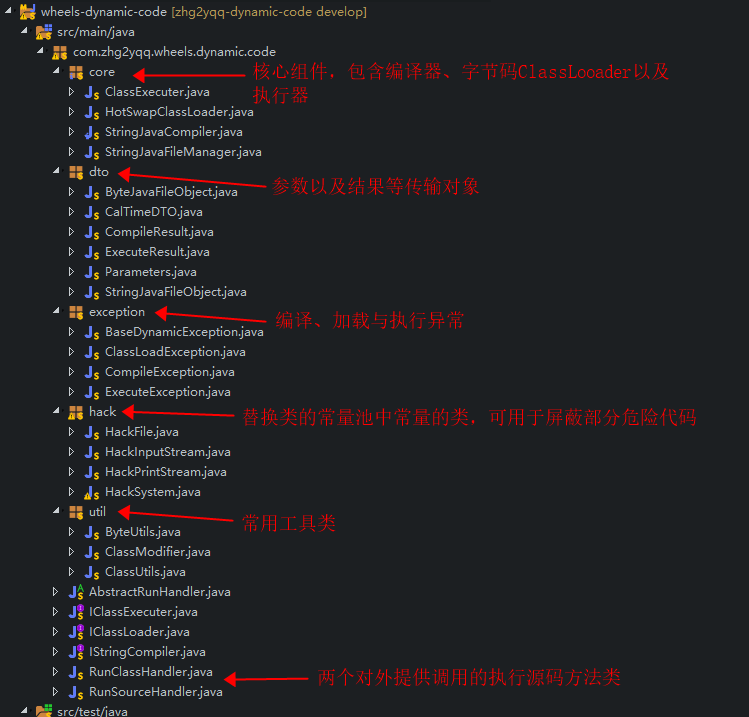 wheels-dynamic-code [zhg2yqq-dynamic-code develop]
src/main/java
com.zhg2yqq.wheels.dynamic.code
core
核心组件，包含编译器、字节码ClassLooader以及
执行器
ClassExecuter.java
HotSwapClassLoader.java
StringJavaCompiler.java
StringJavaFileManager.java
dto
参数以及结果等传输对象
ByteJavaFileObject.java
CalTimeDTO.java
CompileResult.java
ExecuteResult.java
Parameters.java
StringJavaFileObject.java
exception
编译、加载与执行异常
BaseDynamicException.java
ClassLoadException.java
CompileException.java
ExecuteException.java
hack
替换类的常量池中常量的类，可用于屏蔽部分危险代码
HackFile.java
HackInputStream.java
HackPrintStream.java
HackSystem.java
util
常用工具类
ByteUtils.java
ClassModifier.java
ClassUtils.java
AbstractRunHandler.java
IClassExecuter.java
IClassLoader.java
IStringCompiler.java
RunClassHandler.java
两个对外提供调用的执行源码方法类
RunSourceHandler.java
src/test/java